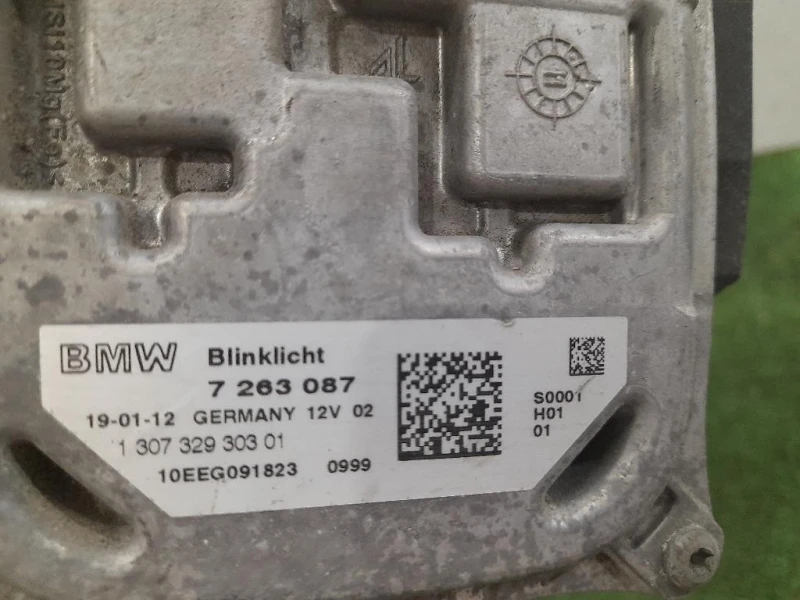 BMW Blinklicht
7 263 087
19-01-12 GERMANY 12V 02
1 307 329 303 01
10EEG091823 0999
S0001
H01
01